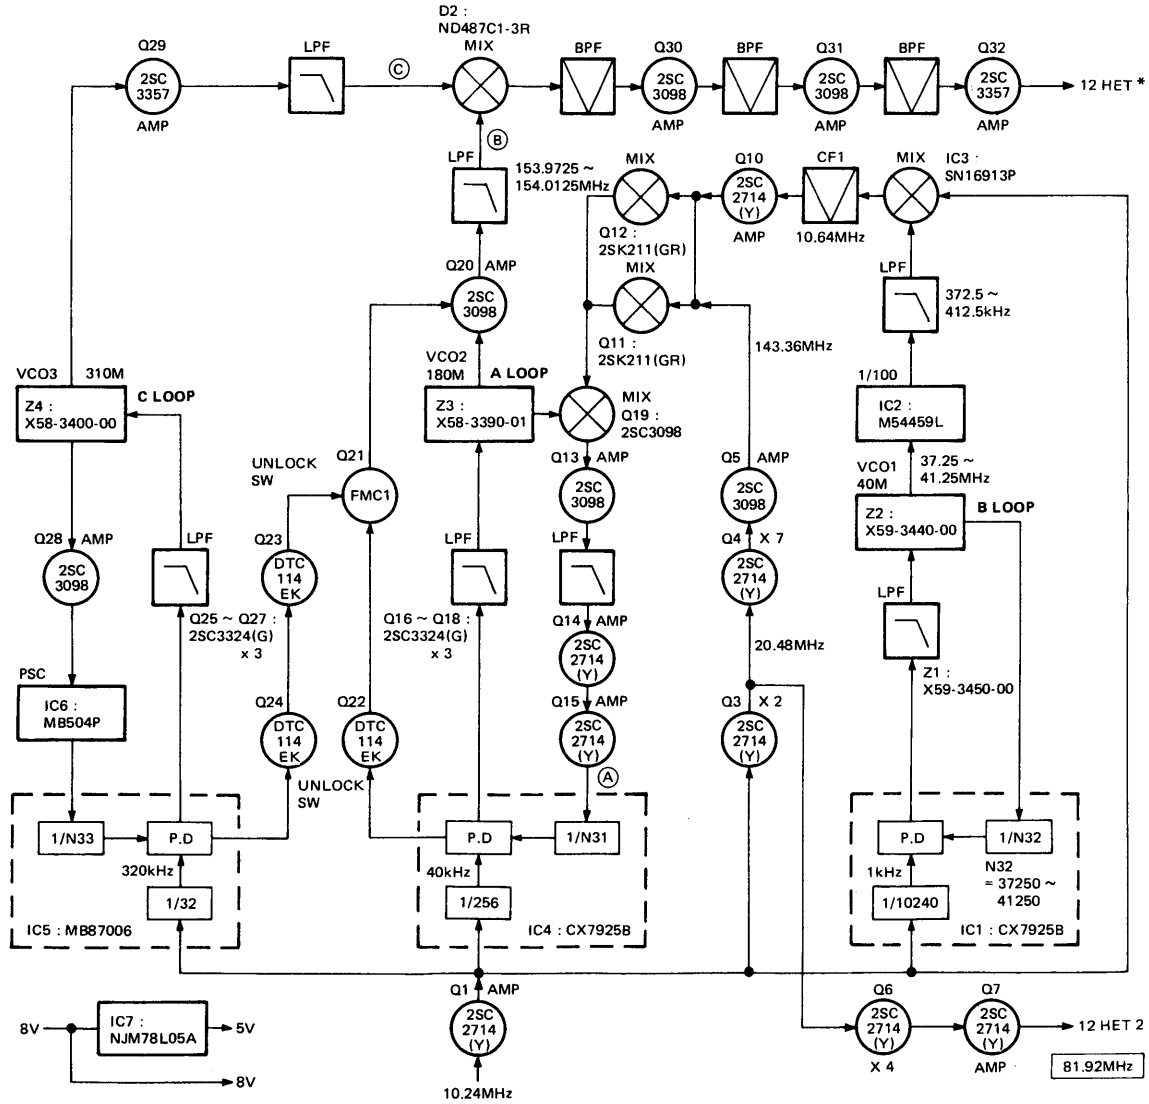 D2 :
ND487C1-3R
MIX
Q29
2SC
3357
AMP
LPF
C
BPF
Q30
2SC
3098
AMP
BPF
Q31
2SC
3098
AMP
BPF
Q32
2SC
3357
AMP
12 HET *
B
LPF
153.9725 ~
154.0125MHz
MIX
Q12 :
2SK211(GR)
Q10
2SC
2714
(Y)
AMP
CF1
10.64MHz
MIX
IC3 :
SN16913P
Q20 AMP
2SC
3098
MIX
Q11 :
2SK211(GR)
143.36MHz
LPF
372.5 ~
412.5kHz
VCO3 310M
Z4 :
X58-3400-00
C LOOP
VCO2
180M
A LOOP
Z3 :
X58-3390-01
MIX
Q19 :
2SC3098
1/100
IC2 :
M54459L
Q13 AMP
2SC
3098
Q5 AMP
2SC
3098
VCO1
40M
37.25 ~
41.25MHz
B LOOP
Z2 :
X59-3440-00
UNLOCK
SW
Q21
FMC1
Q28 AMP
2SC
3098
LPF
Q25 ~ Q27 :
2SC3324(G)
x 3
Q23
DTC
114
EK
LPF
Q16 ~ Q18 :
2SC3324(G)
x 3
LPF
Q14 AMP
2SC
2714
(Y)
Q4 X 7
2SC
2714
(Y)
20.48MHz
LPF
Z1 :
X59-3450-00
PSC
IC6 :
MB504P
Q24
DTC
114
EK
UNLOCK
SW
Q22
DTC
114
EK
Q15 AMP
2SC
2714
(Y)
A
Q3 X 2
2SC
2714
(Y)
1/N33
P.D
320kHz
1/32
IC5 : MB87006
P.D
1/N31
40kHz
1/256
IC4 : CX7925B
P.D
1/N32
1kHz
N32
= 37250 ~
41250
1/10240
IC1 : CX7925B
Q1 AMP
2SC
2714
(Y)
10.24MHz
8V
IC7 :
NJM78L05A
5V
8V
Q6
2SC
2714
(Y)
X 4
Q7
2SC
2714
(Y)
AMP
12 HET 2
81.92MHz